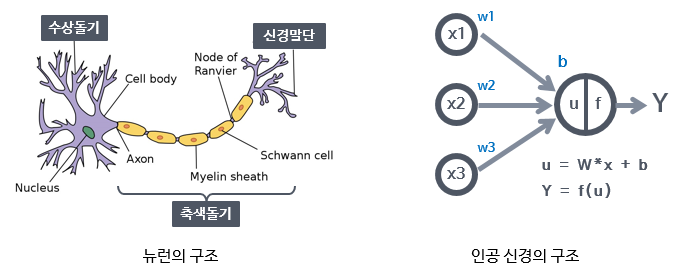 수상돌기
신경말단
Node of
Ranvier
Cell body
Axon
Schwann cell
Myelin sheath
Nucleus
축색돌기
뉴런의 구조
w1
x1
b
w2
x2
u f
Y
w3
x3
u = W*x + b
Y = f(u)
인공 신경의 구조